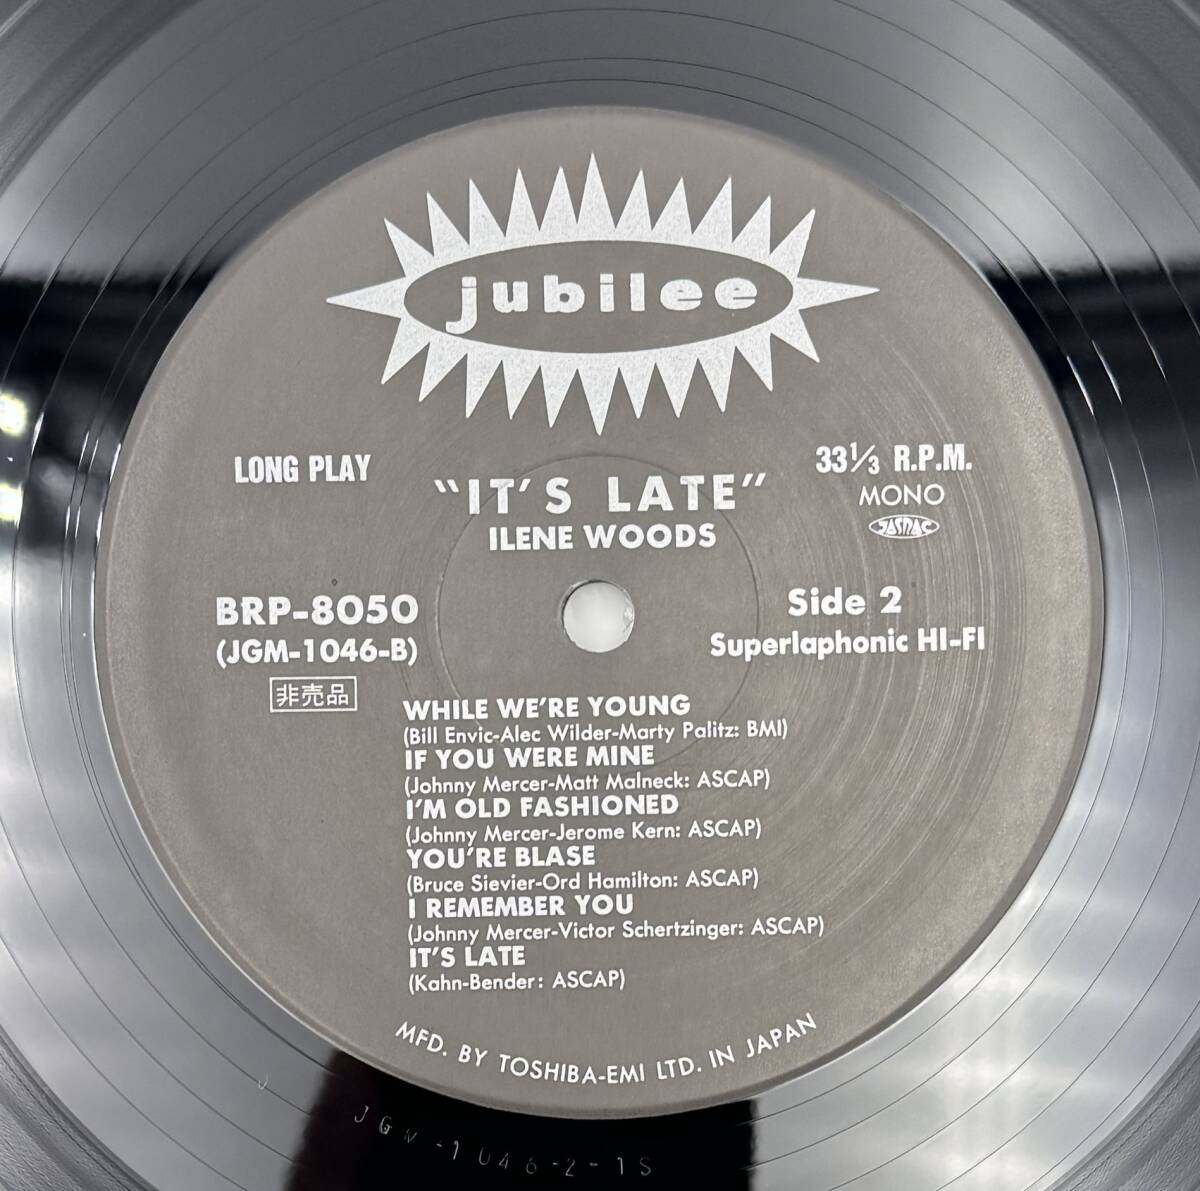 jubilee
LONG PLAY
33⅓ R.P.M.
MONO
JASRAC
"IT'S LATE"
ILENE WOODS
BRP-8050
(JGM-1046-B)
非売品
Side 2
Superlaphonic HI-FI
WHILE WE'RE YOUNG
(Bill Envic-Alec Wilder-Marty Palitz: BMI)
IF YOU WERE MINE
(Johnny Mercer-Matt Malneck: ASCAP)
I'M OLD FASHIONED
(Johnny Mercer-Jerome Kern: ASCAP)
YOU'RE BLASE
(Bruce Sievier-Ord Hamilton: ASCAP)
I REMEMBER YOU
(Johnny Mercer-Victor Schertzinger: ASCAP)
IT'S LATE
(Kahn-Bender: ASCAP)
MFD. BY TOSHIBA-EMI LTD. IN JAPAN
JGM-1046-2-1S